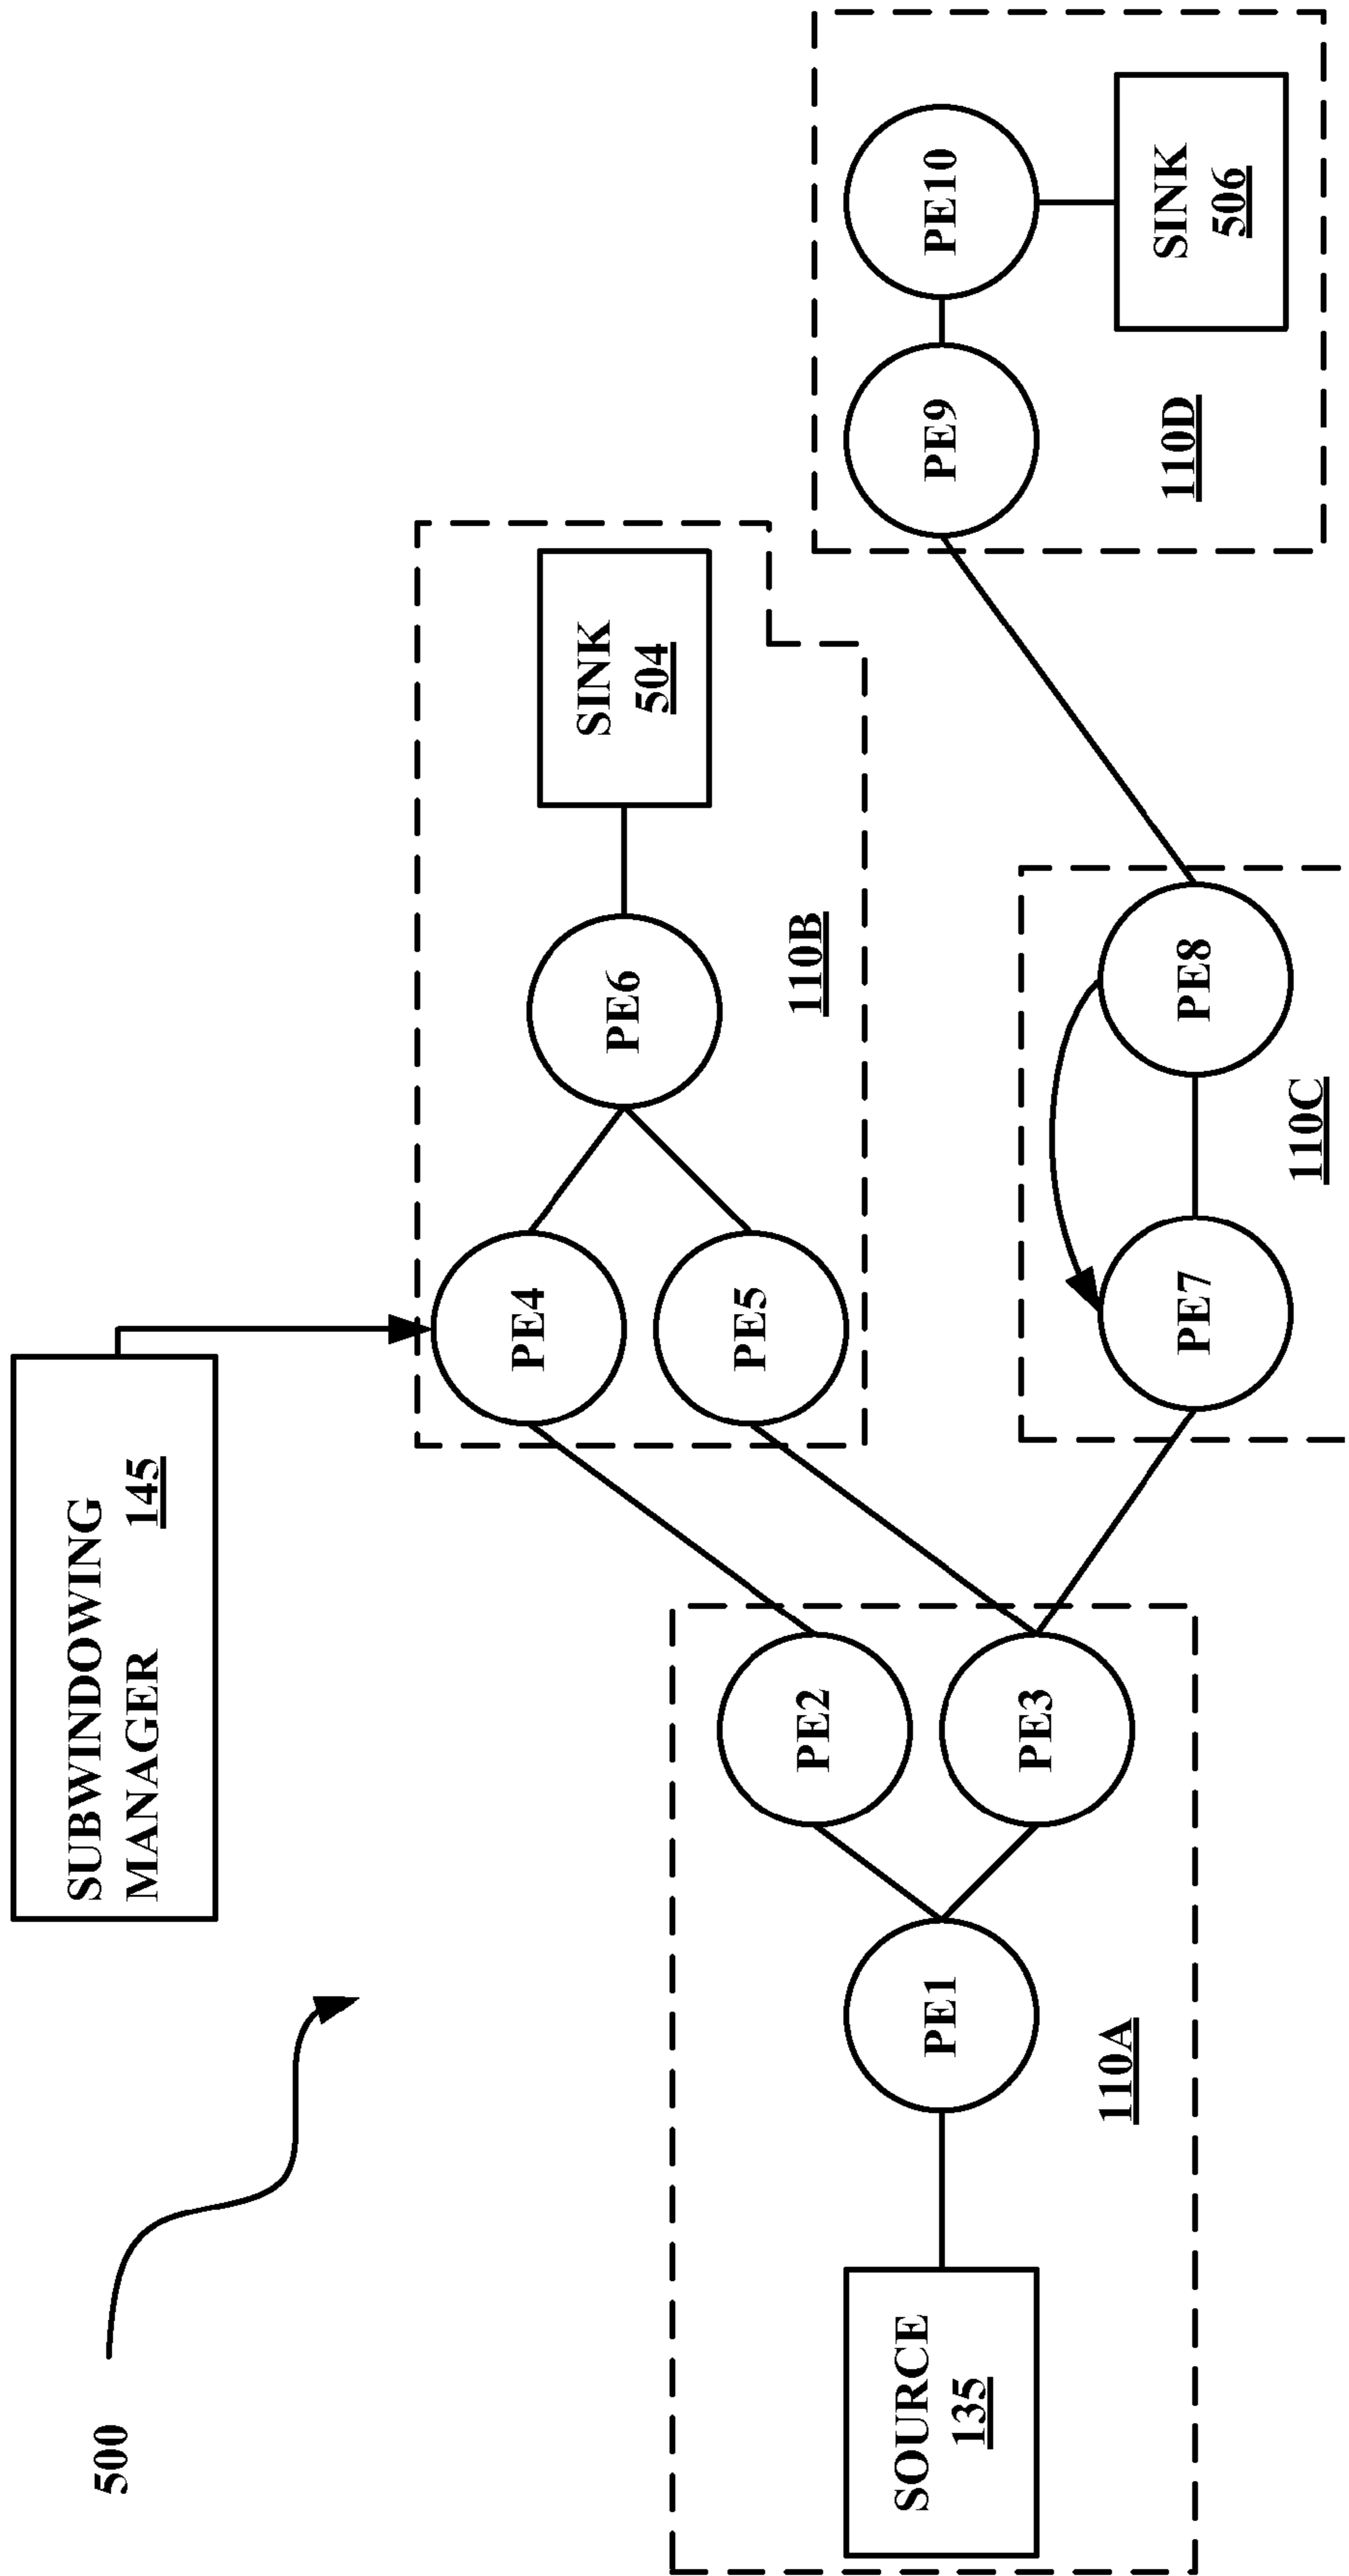 500
SUBWINDOWING
MANAGER 145
SOURCE
135
PE1
PE2
PE3
110A
PE4
PE5
PE6
SINK
504
110B
PE7
PE8
110C
PE9
PE10
SINK
506
110D